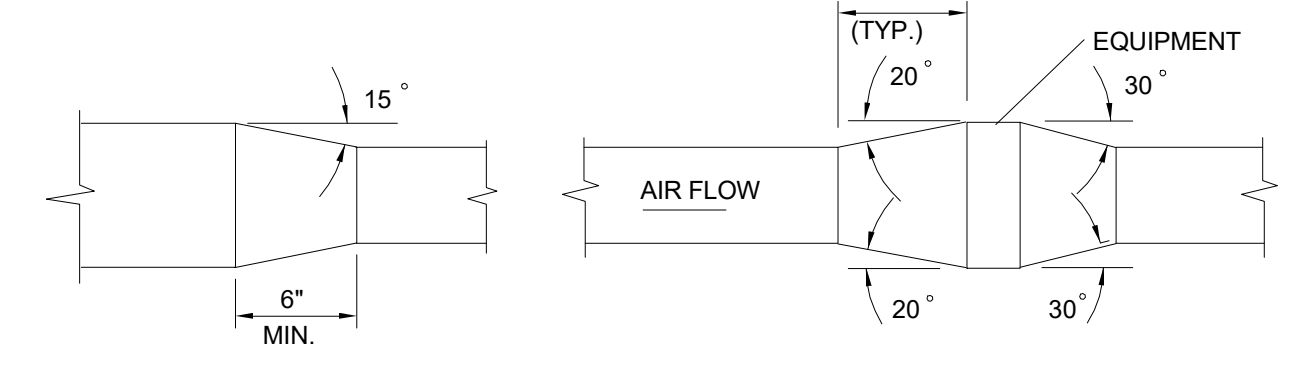 15°
6"
MIN.
(TYP.)
20°
EQUIPMENT
30°
AIR FLOW
20°
30°